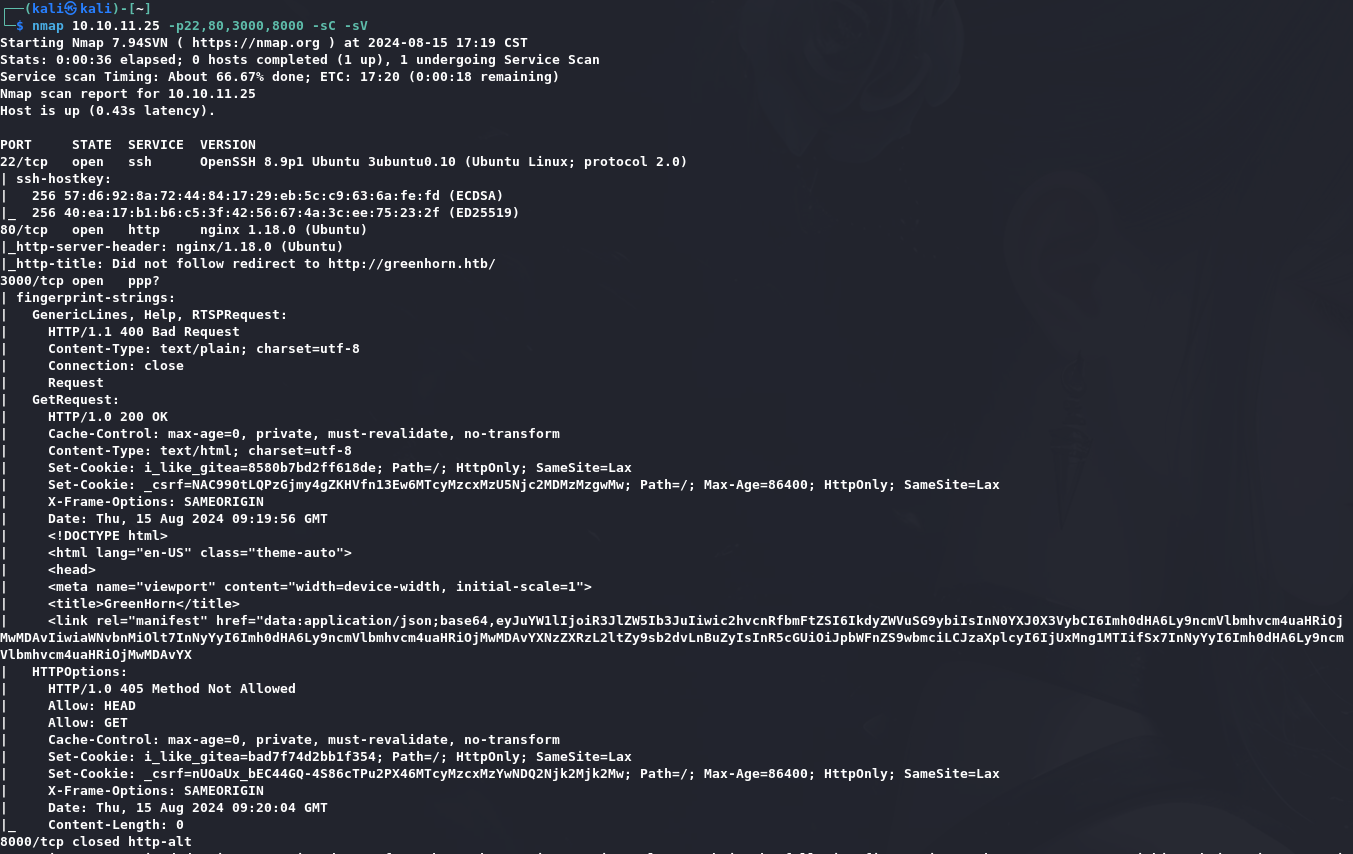 ┌──(kali㉿kali)-[~]
└─$ nmap 10.10.11.25 -p22,80,3000,8000 -sC -sV
Starting Nmap 7.94SVN ( https://nmap.org ) at 2024-08-15 17:19 CST
Stats: 0:00:36 elapsed; 0 hosts completed (1 up), 1 undergoing Service Scan
Service scan Timing: About 66.67% done; ETC: 17:20 (0:00:18 remaining)
Nmap scan report for 10.10.11.25
Host is up (0.43s latency).

PORT     STATE  SERVICE  VERSION
22/tcp   open   ssh      OpenSSH 8.9p1 Ubuntu 3ubuntu0.10 (Ubuntu Linux; protocol 2.0)
| ssh-hostkey:
|   256 57:d6:92:8a:72:44:84:17:29:eb:5c:c9:63:6a:fe:fd (ECDSA)
|_  256 40:ea:17:b1:b6:c5:3f:42:56:67:4a:3c:ee:75:23:2f (ED25519)
80/tcp   open   http     nginx 1.18.0 (Ubuntu)
|_http-server-header: nginx/1.18.0 (Ubuntu)
|_http-title: Did not follow redirect to http://greenhorn.htb/
3000/tcp open   ppp?
| fingerprint-strings:
|   GenericLines, Help, RTSPRequest:
|     HTTP/1.1 400 Bad Request
|     Content-Type: text/plain; charset=utf-8
|     Connection: close
|     Request
|   GetRequest:
|     HTTP/1.0 200 OK
|     Cache-Control: max-age=0, private, must-revalidate, no-transform
|     Content-Type: text/html; charset=utf-8
|     Set-Cookie: i_like_gitea=8580b7bd2ff618de; Path=/; HttpOnly; SameSite=Lax
|     Set-Cookie: _csrf=NAC990tLQPzGjmy4gZKHVfn13Ew6MTcyMzcxMzU5Njc2MDMzMzgwMw; Path=/; Max-Age=86400; HttpOnly; SameSite=Lax
|     X-Frame-Options: SAMEORIGIN
|     Date: Thu, 15 Aug 2024 09:19:56 GMT
|     <!DOCTYPE html>
|     <html lang="en-US" class="theme-auto">
|     <head>
|     <meta name="viewport" content="width=device-width, initial-scale=1">
|     <title>GreenHorn</title>
|     <link rel="manifest" href="data:application/json;base64,eyJuYW1lIjoiR3JlZW5Ib3JuIiwic2hvcnRfbmFtZSI6IkdyZWVuSG9ybiIsInN0YXJ0X3VybCI6Imh0dHA6Ly9ncmVlbmhvcm4uaHRiOj
MwMDAvIiwiaWNvbnMiOlt7InNyYyI6Imh0dHA6Ly9ncmVlbmhvcm4uaHRiOjMwMDAvYXNzZXRzL2ltZy9sb2dvLnBuZyIsInR5cGUiOiJpbWFnZS9wbmciLCJzaXplcyI6IjUxMng1MTIifSx7InNyYyI6Imh0dHA6Ly9ncm
Vlbmhvcm4uaHRiOjMwMDAvYX
|   HTTPOptions:
|     HTTP/1.0 405 Method Not Allowed
|     Allow: HEAD
|     Allow: GET
|     Cache-Control: max-age=0, private, must-revalidate, no-transform
|     Set-Cookie: i_like_gitea=bad7f74d2bb1f354; Path=/; HttpOnly; SameSite=Lax
|     Set-Cookie: _csrf=nUOaUx_bEC44GQ-4S86cTPu2PX46MTcyMzcxMzYwNDQ2Njk2Mjk2Mw; Path=/; Max-Age=86400; HttpOnly; SameSite=Lax
|     X-Frame-Options: SAMEORIGIN
|     Date: Thu, 15 Aug 2024 09:20:04 GMT
|_    Content-Length: 0
8000/tcp closed http-alt